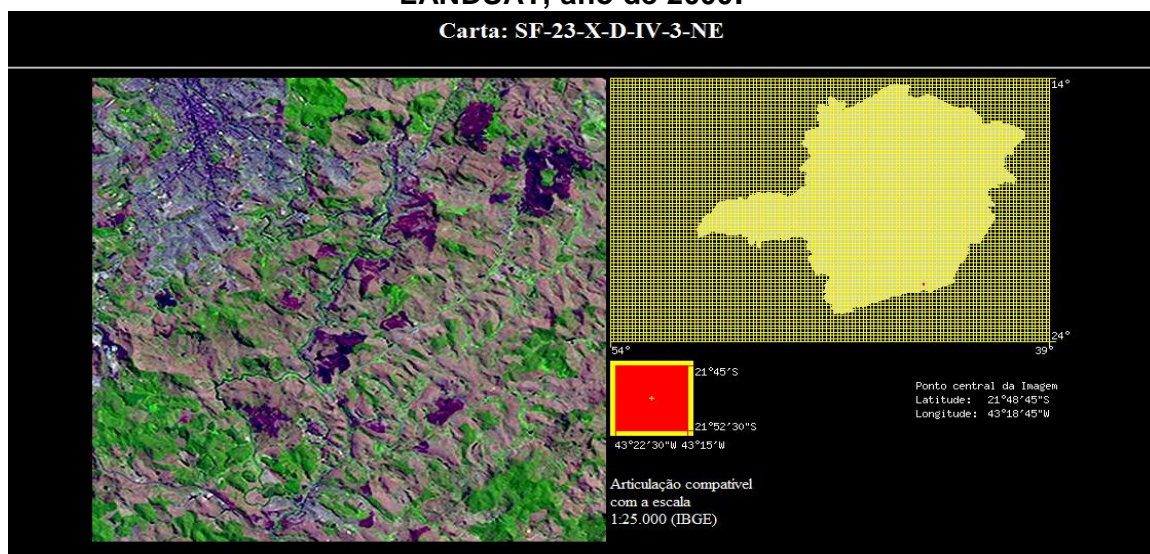 LANDSAT, ano de 2000.
Carta: SF-23-X-D-IV-3-NE
14°
24°
54°
39°
21°45'S
21°52'30"S
43°22'30"W 43°15'W
Ponto central da Imagem
Latitude: 21°48'45"S
Longitude: 43°18'45"W
Articulação compatível
com a escala
1:25.000 (IBGE)